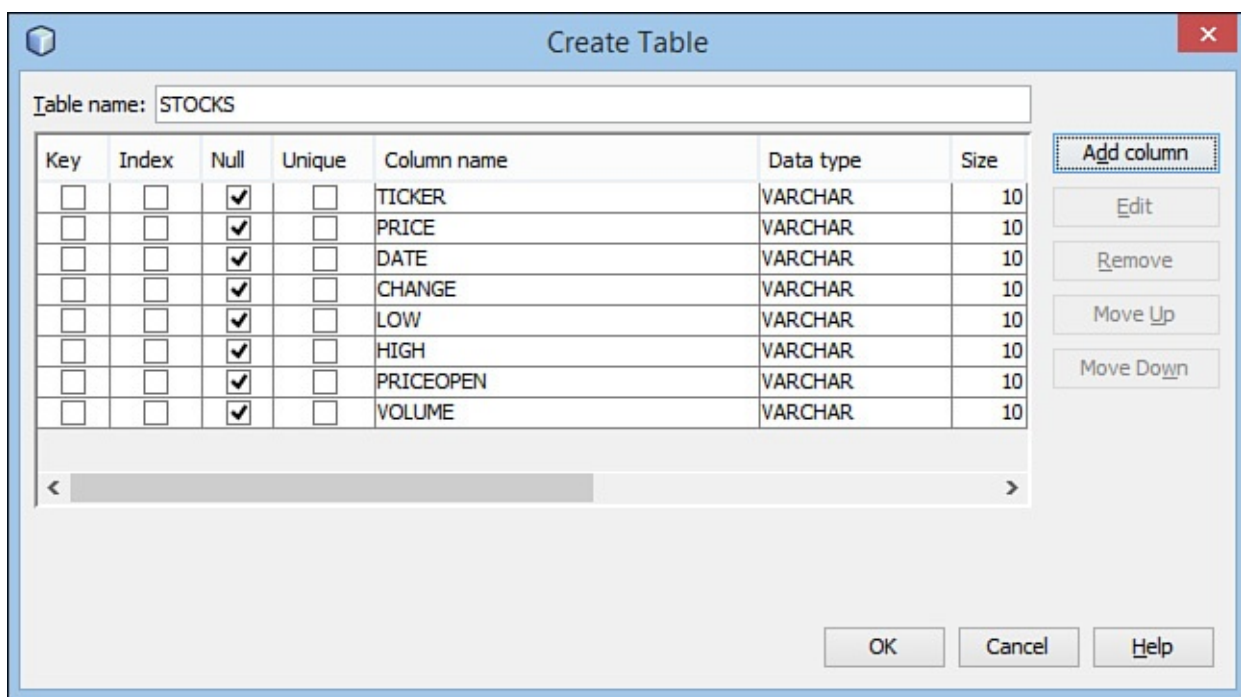 Create Table
Table name: STOCKS
Key Index Null Unique Column name Data type Size
TICKER VARCHAR 10
PRICE VARCHAR 10
DATE VARCHAR 10
CHANGE VARCHAR 10
LOW VARCHAR 10
HIGH VARCHAR 10
PRICEOPEN VARCHAR 10
VOLUME VARCHAR 10
Add column
Edit
Remove
Move Up
Move Down
OK Cancel Help